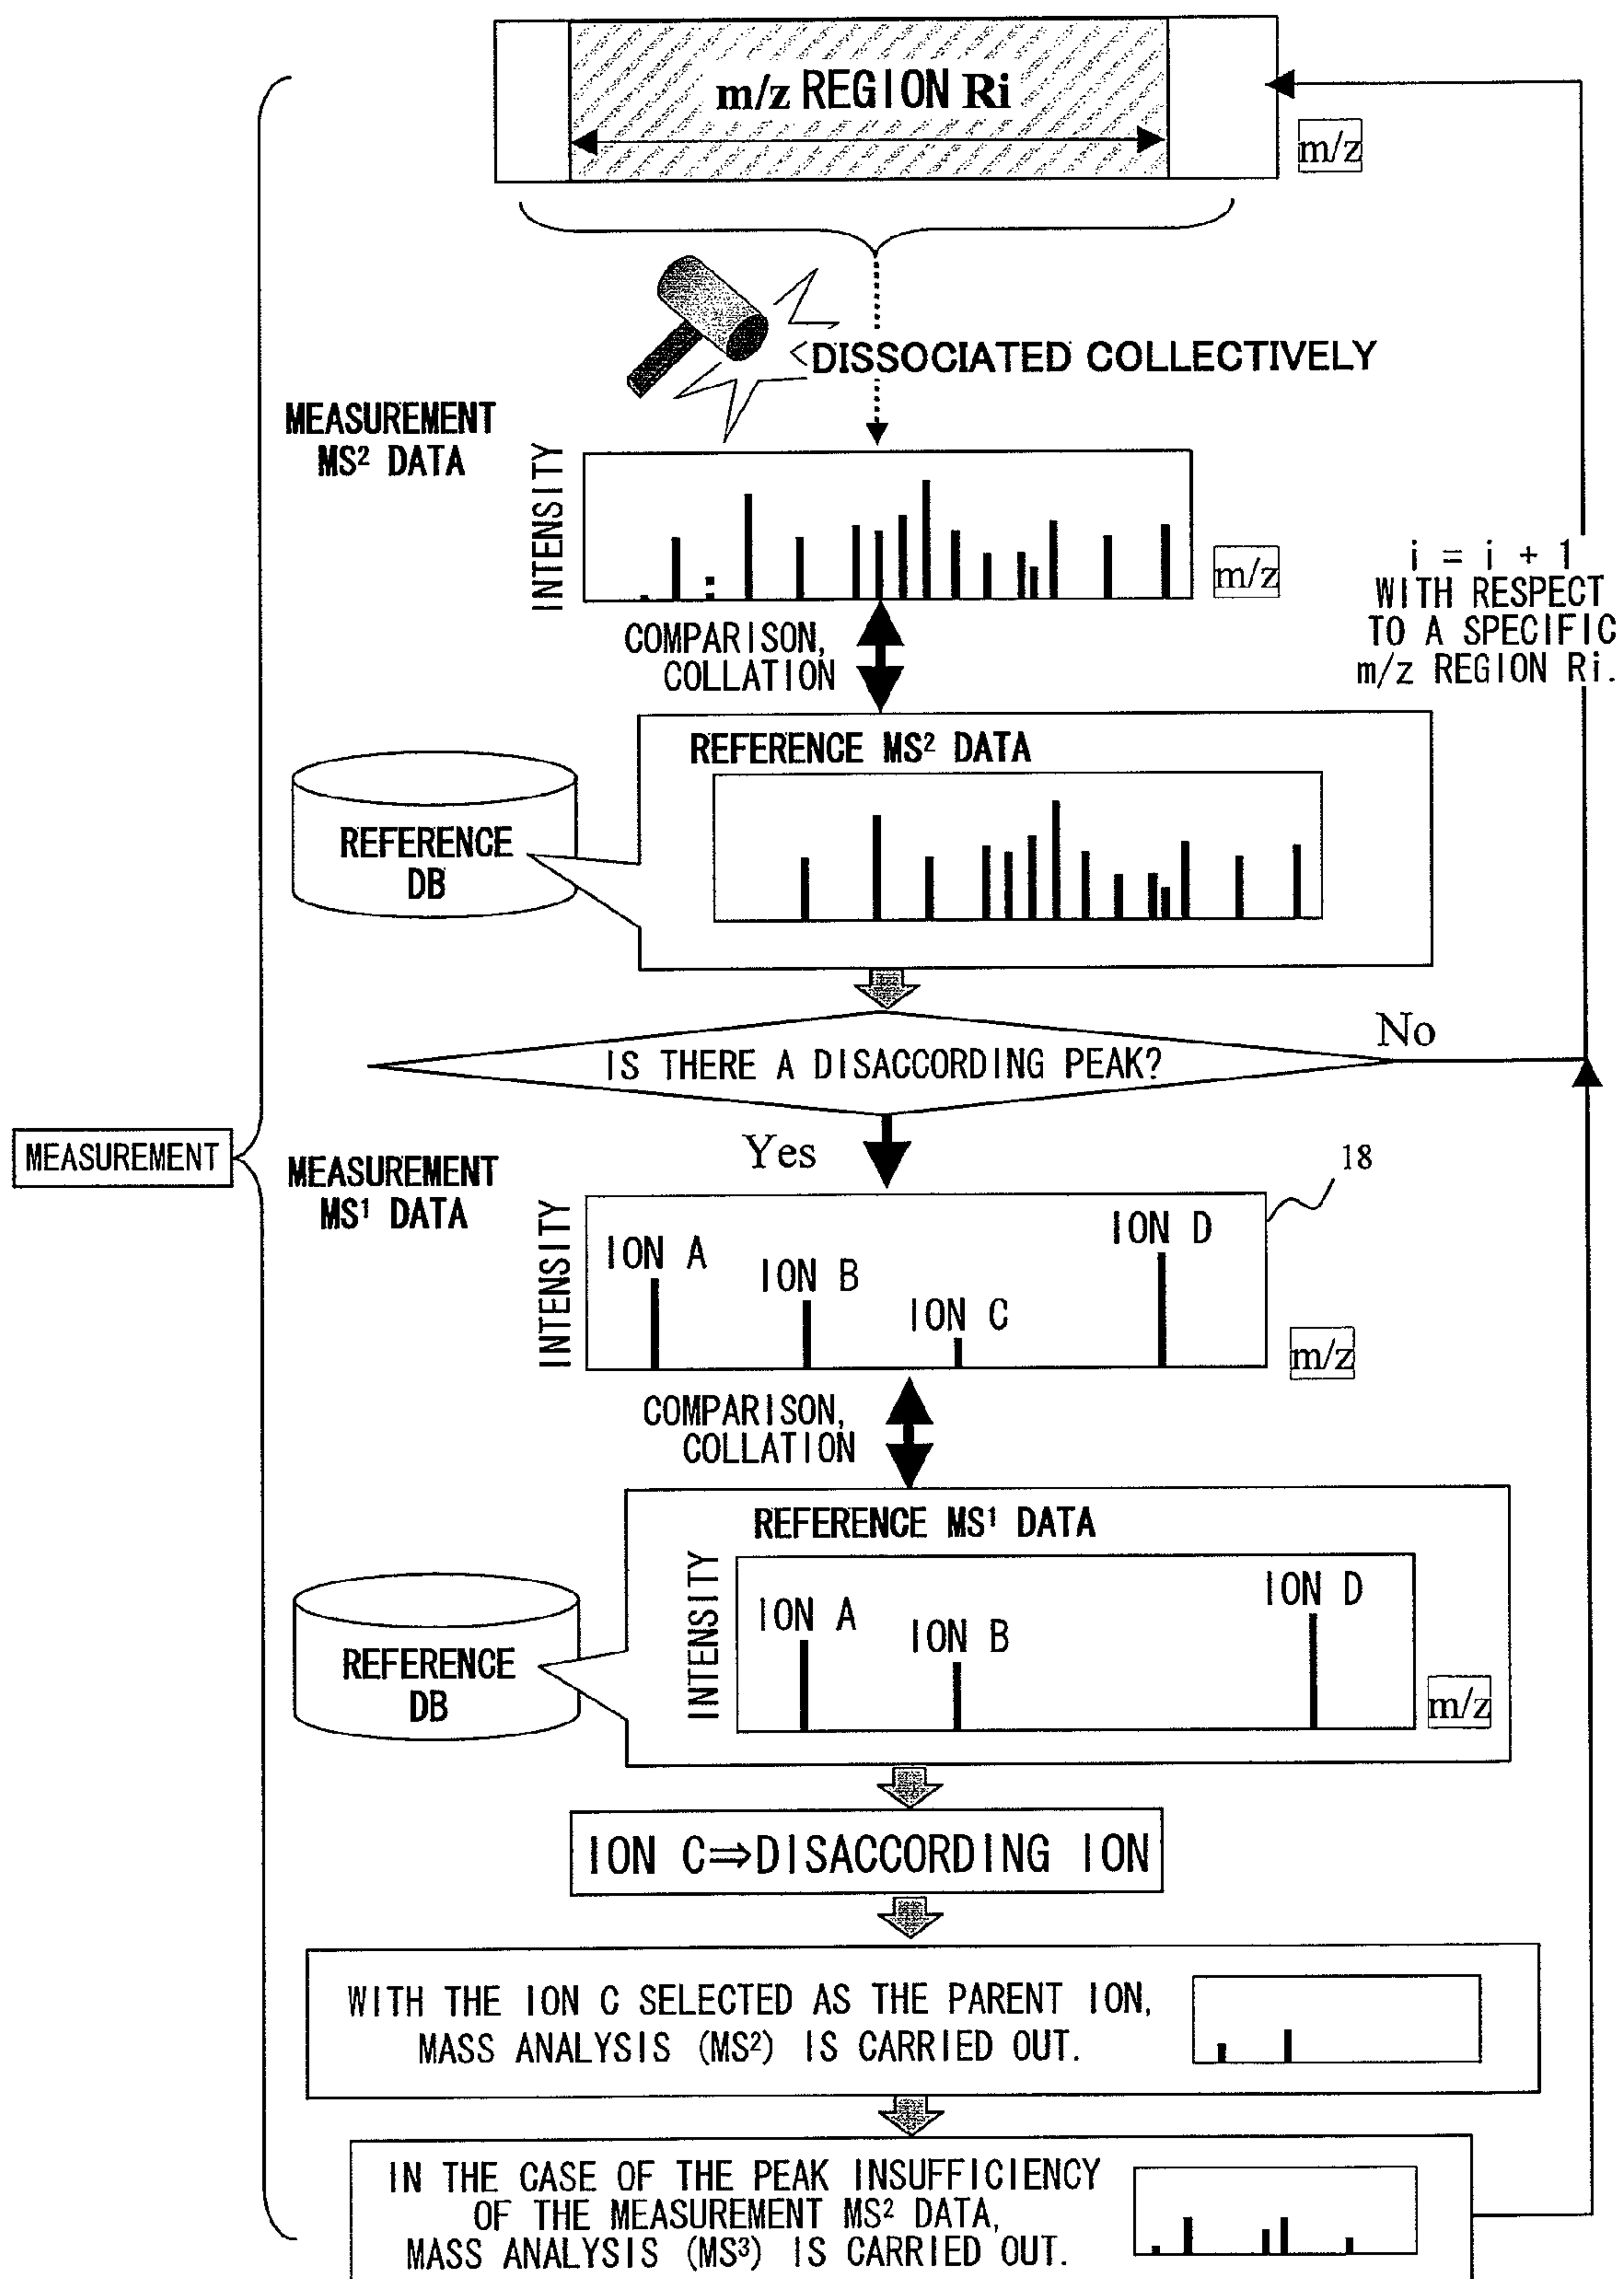 m/z REGION Ri
m/z
DISSOCIATED COLLECTIVELY
MEASUREMENT
MS² DATA
INTENSITY
m/z
i = i + 1
WITH RESPECT
TO A SPECIFIC
m/z REGION Ri.
COMPARISON,
COLLATION
REFERENCE MS² DATA
REFERENCE
DB
IS THERE A DISACCORDING PEAK?
No
Yes
MEASUREMENT
MEASUREMENT
MS¹ DATA
18
INTENSITY
ION A
ION B
ION C
ION D
m/z
COMPARISON,
COLLATION
REFERENCE MS¹ DATA
INTENSITY
ION A
ION B
ION D
m/z
REFERENCE
DB
ION C⇒DISACCORDING ION
WITH THE ION C SELECTED AS THE PARENT ION,
MASS ANALYSIS (MS²) IS CARRIED OUT.
IN THE CASE OF THE PEAK INSUFFICIENCY
OF THE MEASUREMENT MS² DATA,
MASS ANALYSIS (MS³) IS CARRIED OUT.